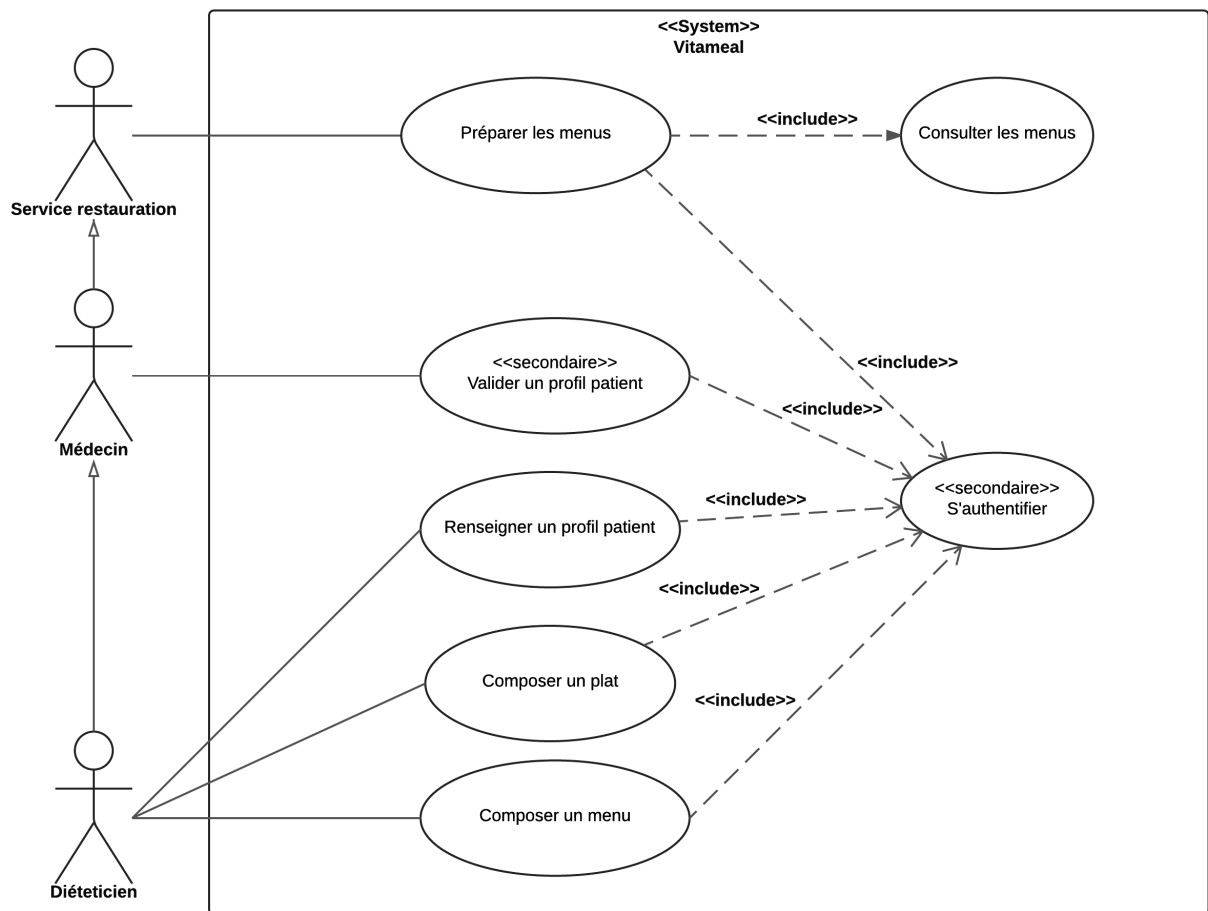 <<System>>
Vitameal
Préparer les menus
<<include>>
Consulter les menus
Service restauration
<<include>>
<<secondaire>>
Valider un profil patient
<<include>>
Médecin
<<secondaire>>
S'authentifier
<<include>>
Renseigner un profil patient
<<include>>
Composer un plat
<<include>>
Composer un menu
Diéteticien